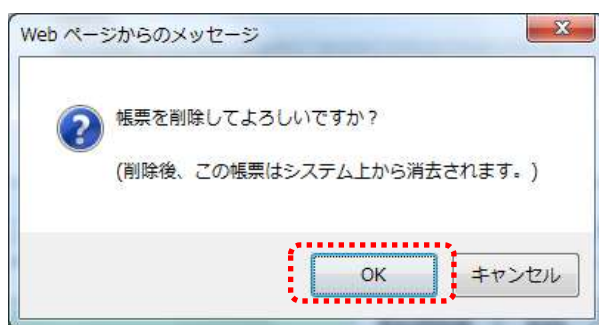 Web ページからのメッセージ
帳票を削除してよろしいですか?
(削除後、この帳票はシステム上から消去されます。)
OK
キャンセル